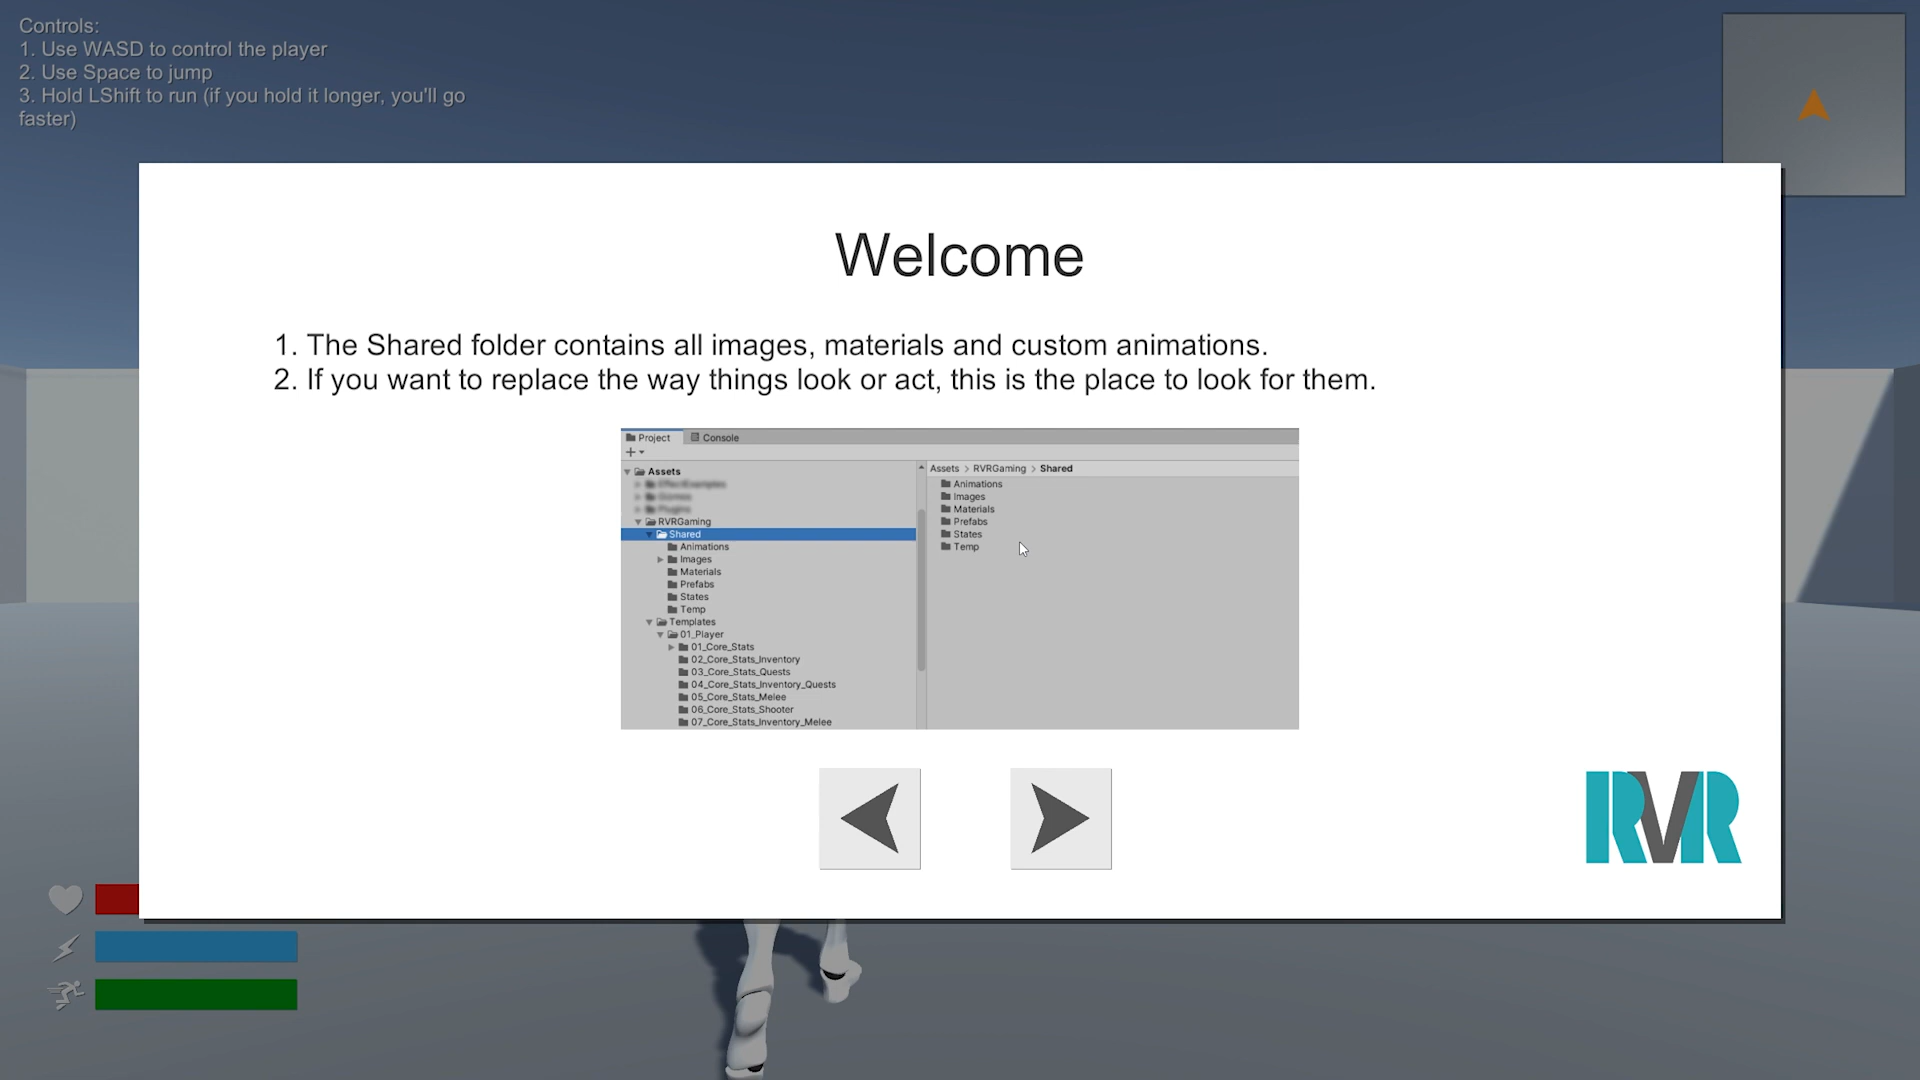 Controls:
1. Use WASD to control the player
2. Use Space to jump
3. Hold LShift to run (if you hold it longer, you'll go
faster)
Welcome
1. The Shared folder contains all images, materials and custom animations.
2. If you want to replace the way things look or act, this is the place to look for them.
Project Console
Assets
RVRGaming
Shared
Animations
Images
Materials
Prefabs
States
Temp
Templates
01_Player
01_Core_Stats
02_Core_Stats_Inventory
03_Core_Stats_Quests
04_Core_Stats_Inventory_Quests
05_Core_Stats_Melee
06_Core_Stats_Shooter
07_Core_Stats_Inventory_Melee
Assets > RVRGaming > Shared
Animations
Images
Materials
Prefabs
States
Temp
RVR